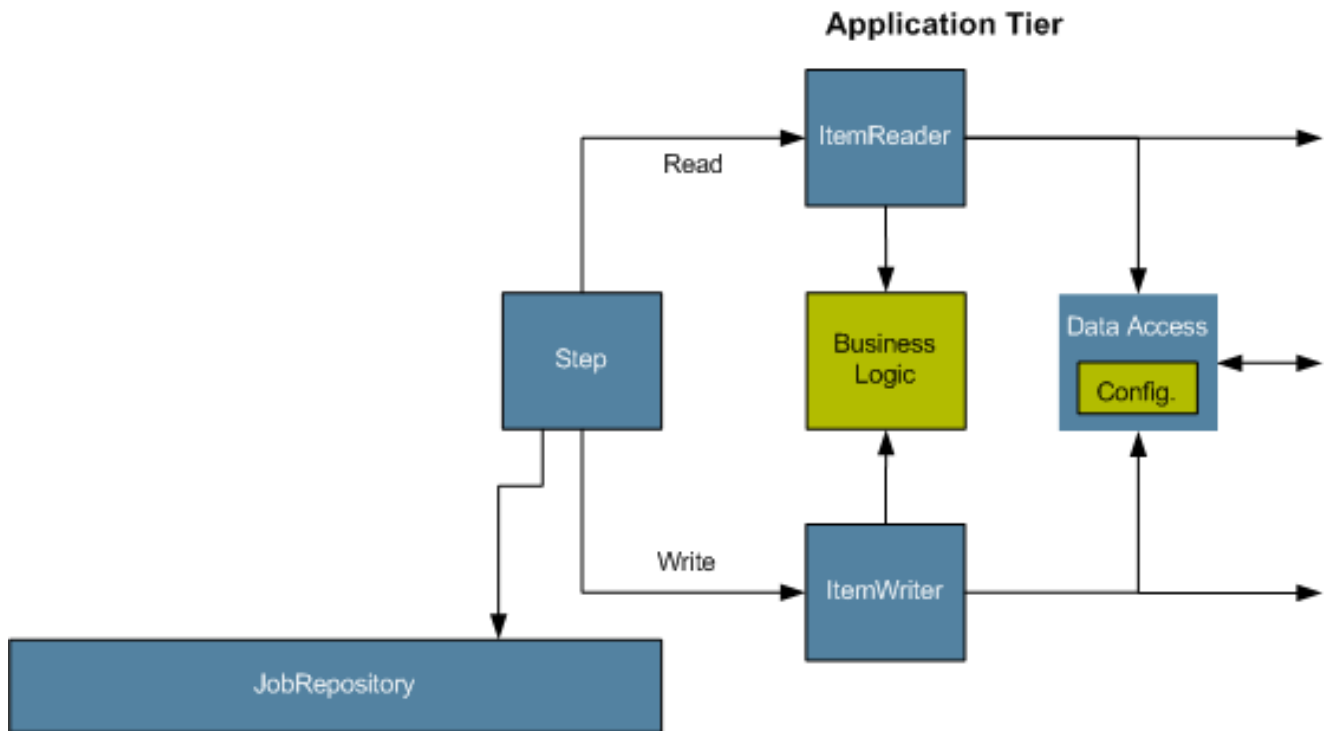 Application Tier
ItemReader
Read
Step
Business
Logic
Data Access
Config.
Write
ItemWriter
JobRepository